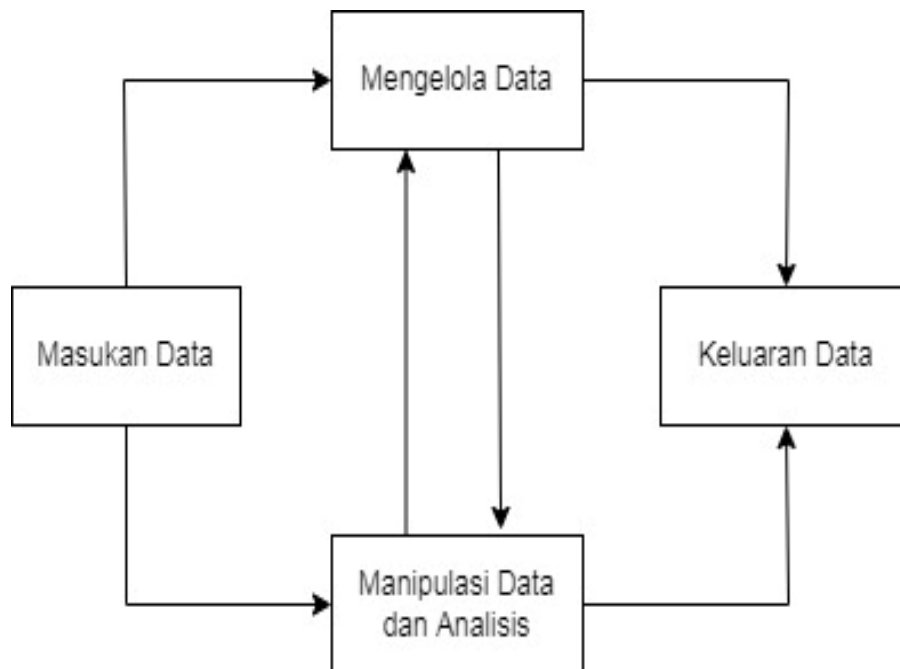 Mengelola Data
Masukan Data
Keluaran Data
Manipulasi Data
dan Analisis